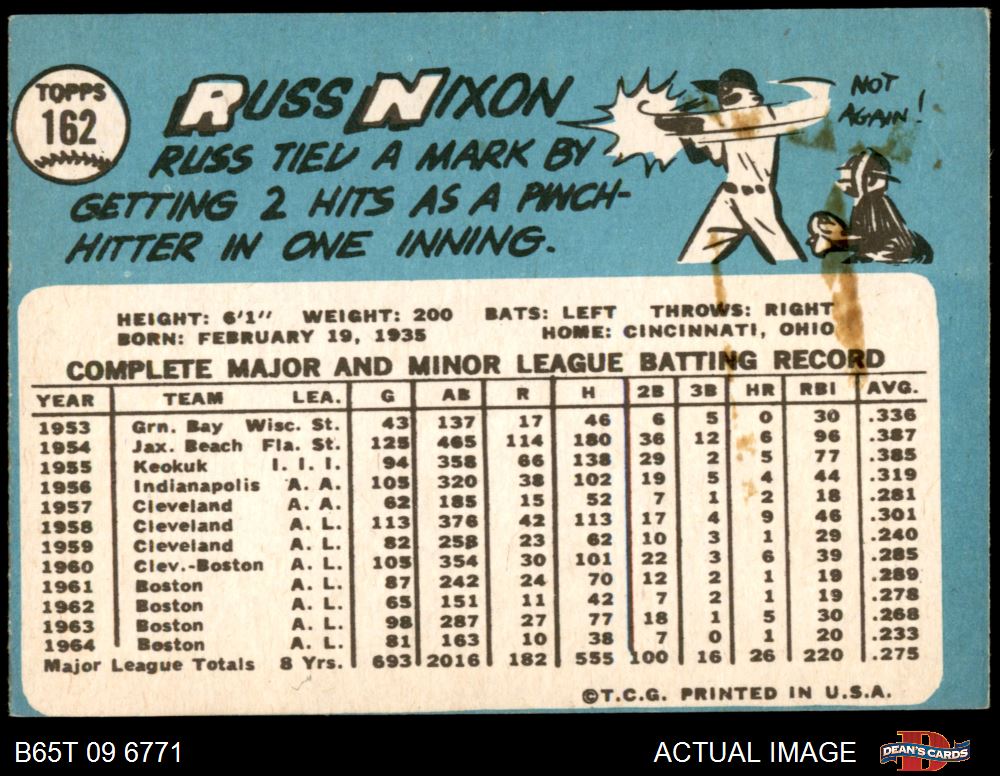 TOPPS
162
RUSS NIXON
RUSS TIED A MARK BY
GETTING 2 HITS AS A PINCH-
HITTER IN ONE INNING.
NOT
AGAIN!
HEIGHT: 6'1" WEIGHT: 200 BATS: LEFT THROWS: RIGHT
BORN: FEBRUARY 19, 1935 HOME: CINCINNATI, OHIO
COMPLETE MAJOR AND MINOR LEAGUE BATTING RECORD
YEAR TEAM LEA. G AB R H 2B 3B HR RBI AVG.
1953 Grn. Bay Wisc. St. 43 137 17 46 6 5 0 30 .336
1954 Jax. Beach Fla. St. 125 465 114 180 36 12 6 96 .387
1955 Keokuk I. I. I. 94 358 66 138 29 2 5 77 .385
1956 Indianapolis A. A. 105 320 38 102 19 5 4 44 .319
1957 Cleveland A. A. 62 185 15 52 7 1 2 18 .281
1958 Cleveland A. L. 113 376 42 113 17 4 9 46 .301
1959 Cleveland A. L. 82 258 23 62 10 3 1 29 .240
1960 Clev.-Boston A. L. 105 354 30 101 22 3 6 39 .285
1961 Boston A. L. 87 242 24 70 12 2 1 19 .289
1962 Boston A. L. 65 151 11 42 7 2 1 19 .278
1963 Boston A. L. 98 287 27 77 18 1 5 30 .268
1964 Boston A. L. 81 163 10 38 7 0 1 20 .233
Major League Totals 8 Yrs. 693 2016 182 555 100 16 26 220 .275
©T.C.G. PRINTED IN U.S.A.
B65T 09 6771
ACTUAL IMAGE
DEAN'S CARDS